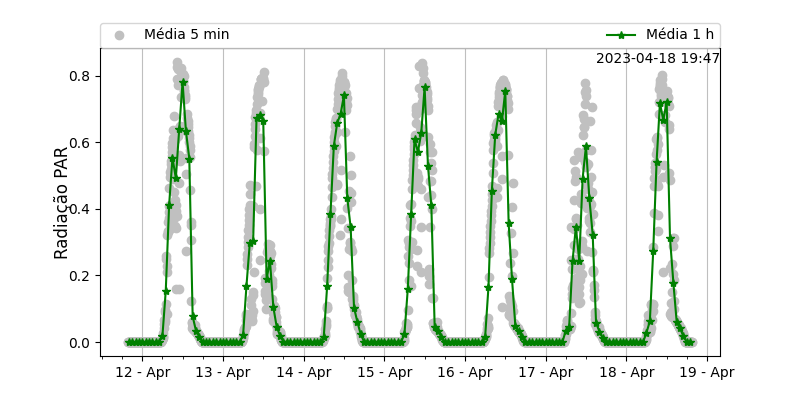 Média 5 min
Média 1 h
2023-04-18 19:47
Radiação PAR
0.8
0.6
0.4
0.2
0.0
12 - Apr
13 - Apr
14 - Apr
15 - Apr
16 - Apr
17 - Apr
18 - Apr
19 - Apr